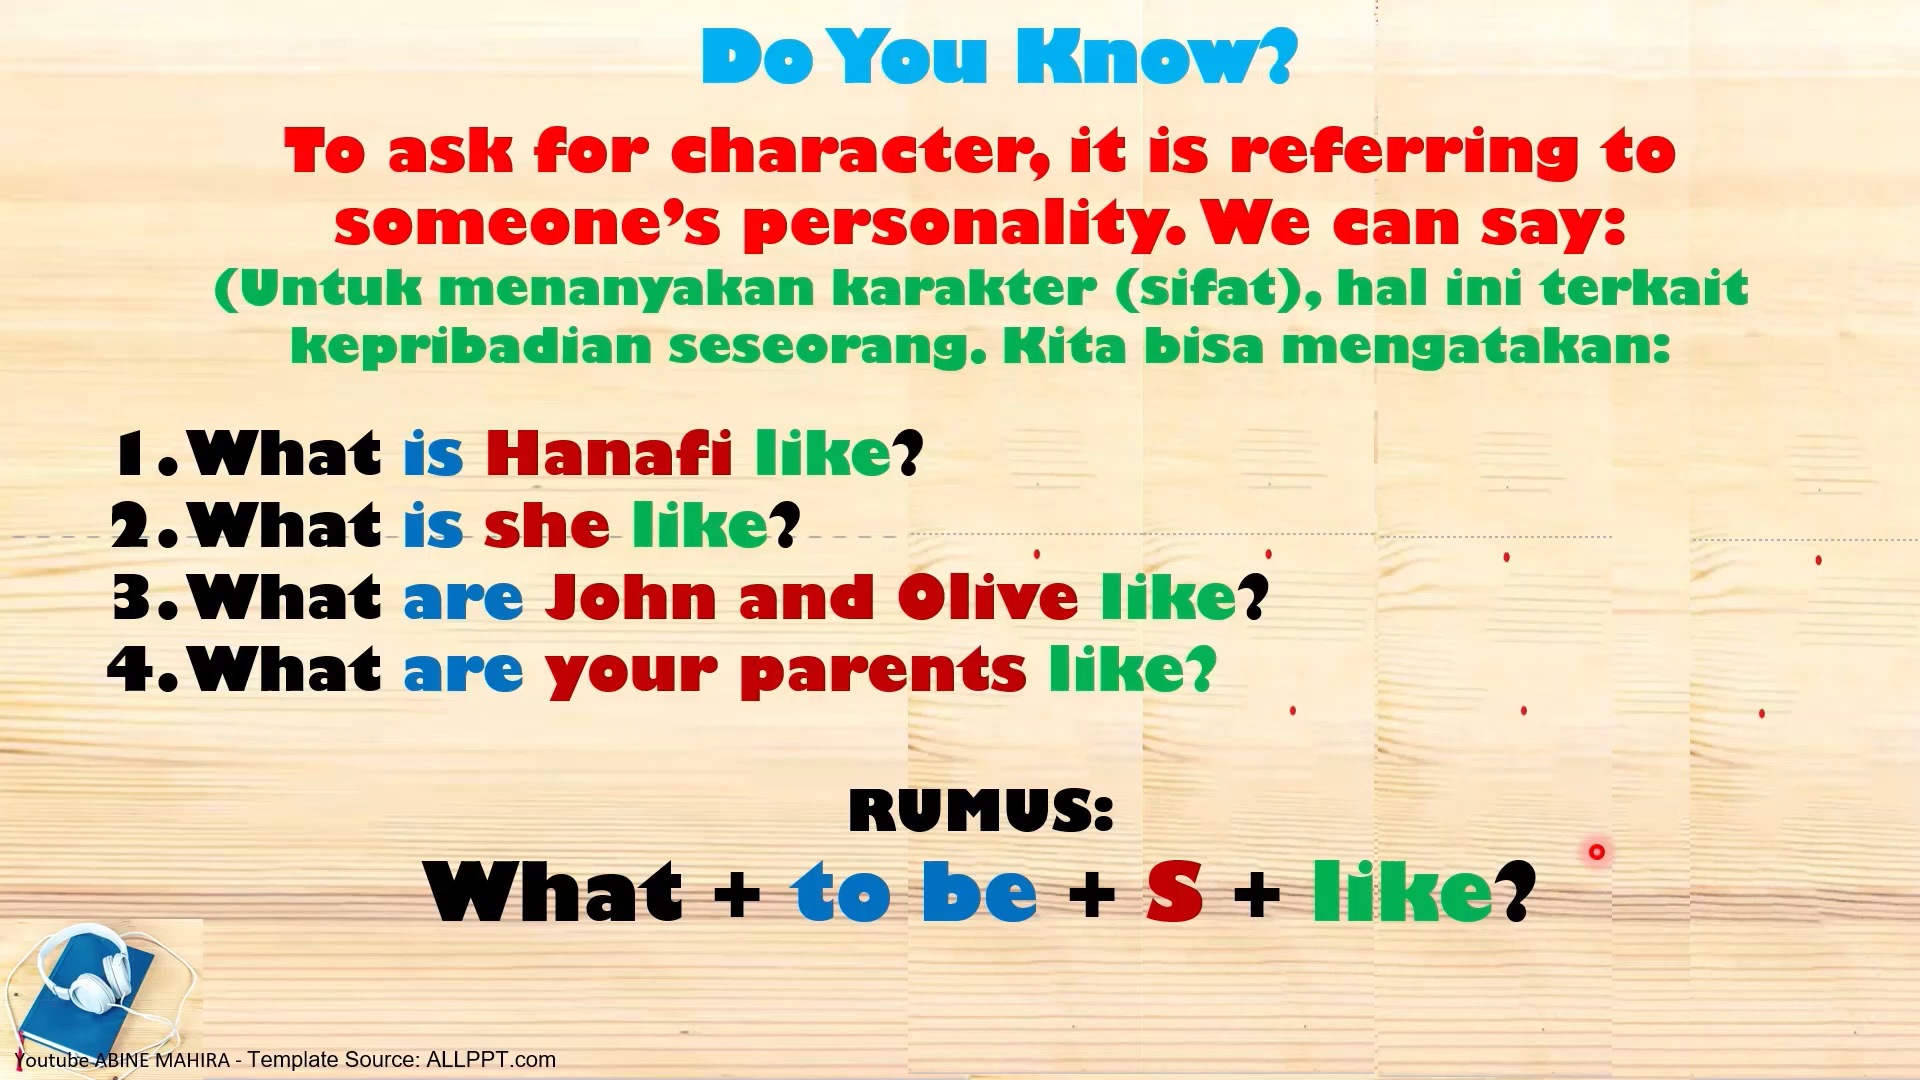 Do You Know?
To ask for character, it is referring to
someone’s personality. We can say:
(Untuk menanyakan karakter (sifat), hal ini terkait
kepribadian seseorang. Kita bisa mengatakan:
1. What is Hanafi like?
2. What is she like?
3. What are John and Olive like?
4. What are your parents like?
RUMUS:
What + to be + S + like?
Youtube ABINE MAHIRA - Template Source: ALLPPT.com